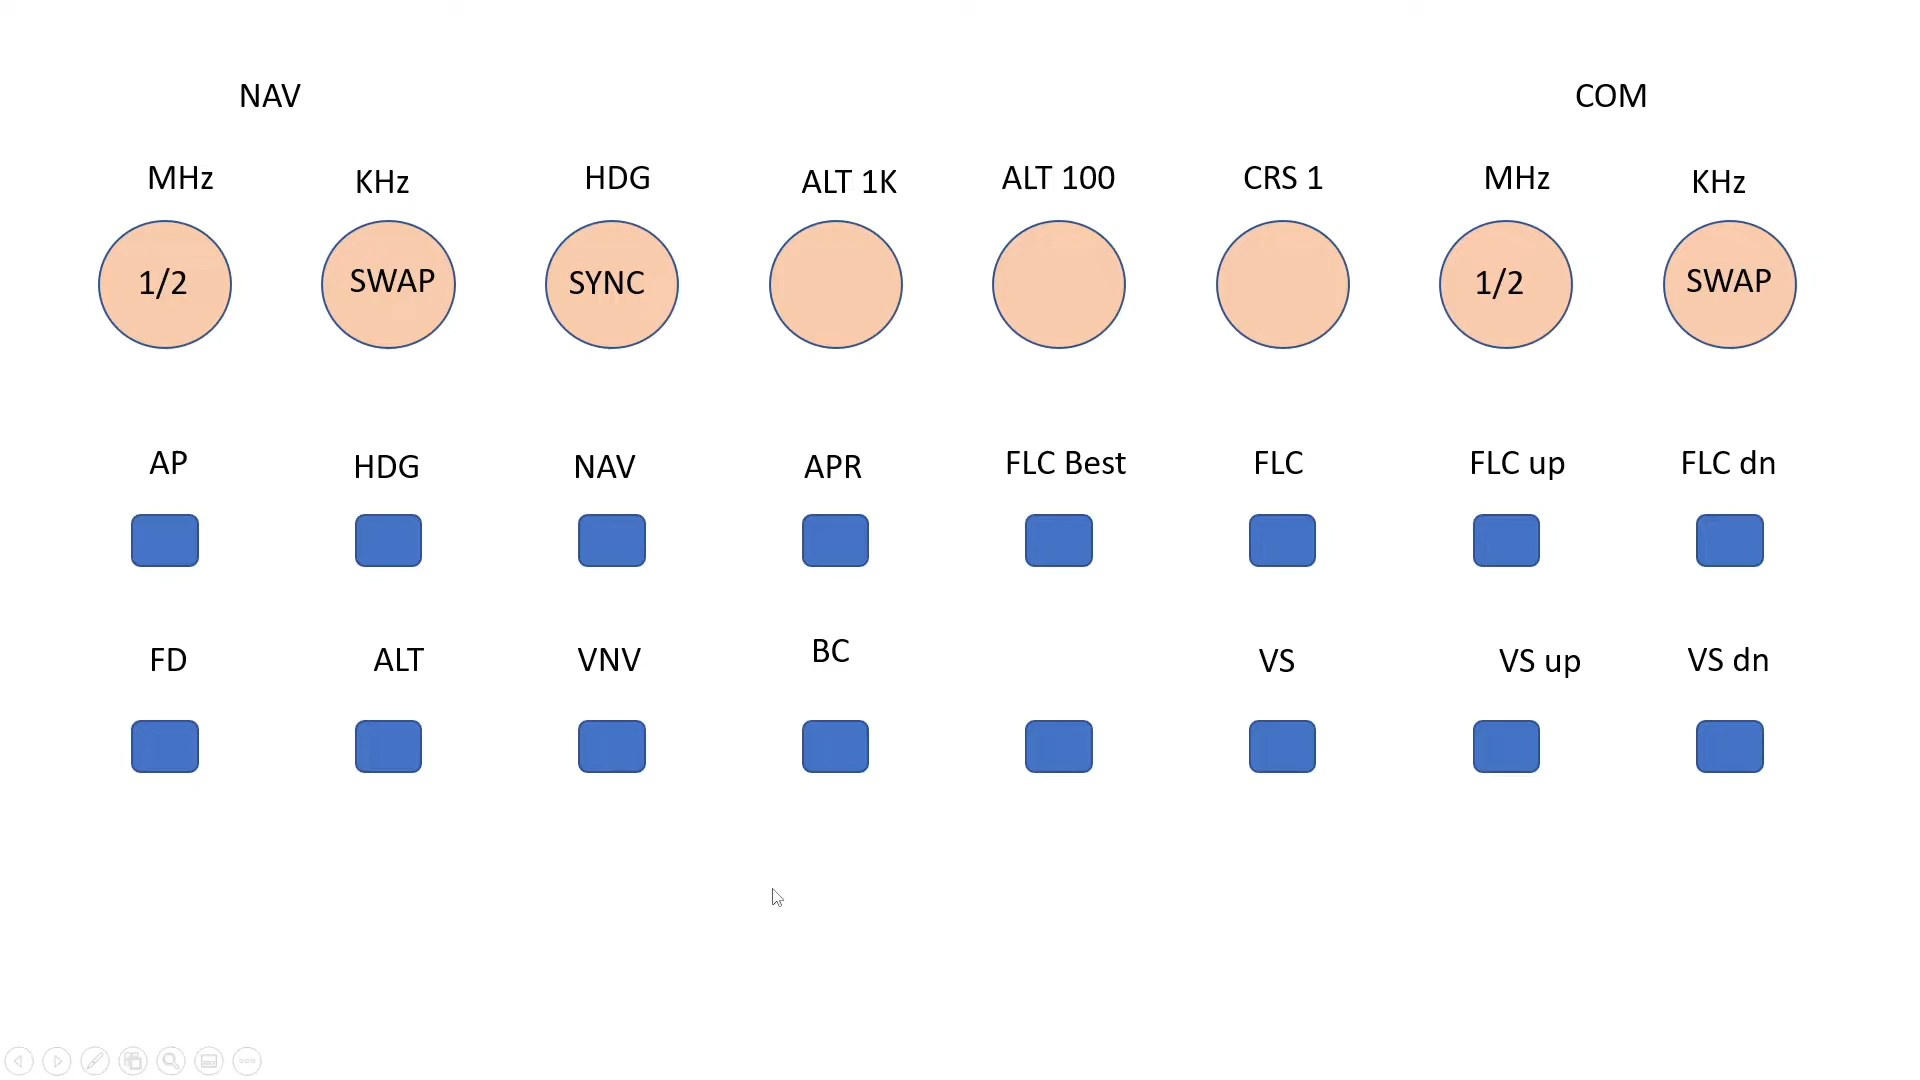 NAV COM
MHz KHz HDG ALT 1K ALT 100 CRS 1 MHz KHz
1/2 SWAP SYNC 1/2 SWAP
AP HDG NAV APR FLC Best FLC FLC up FLC dn
FD ALT VNV BC VS VS up VS dn